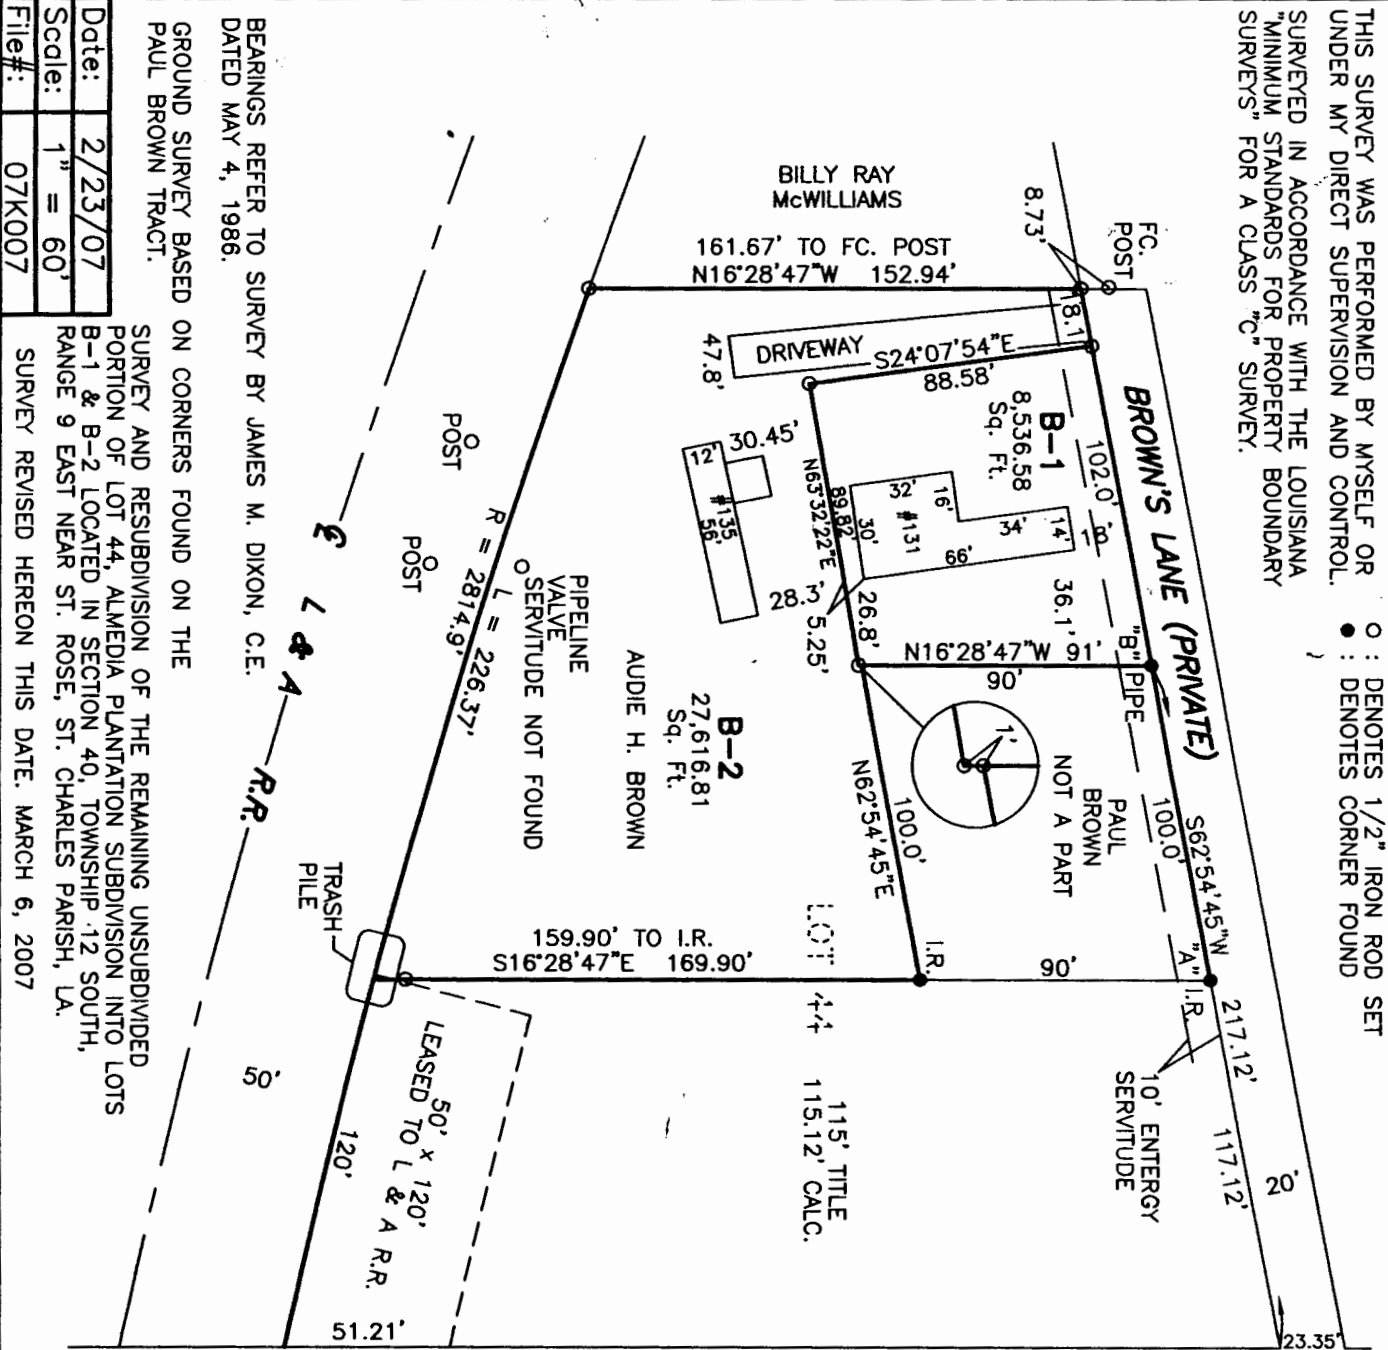 THIS SURVEY WAS PERFORMED BY MYSELF OR
UNDER MY DIRECT SUPERVISION AND CONTROL.
SURVEYED IN ACCORDANCE WITH THE LOUISIANA
"MINIMUM STANDARDS FOR PROPERTY BOUNDARY
SURVEYS" FOR A CLASS "C" SURVEY.
○ : DENOTES 1/2" IRON ROD SET
● : DENOTES CORNER FOUND
BROWN'S LANE (PRIVATE)
FC.
POST
8.73'
BILLY RAY
McWILLIAMS
161.67' TO FC. POST
N16°28'47"W 152.94'
18.1'
DRIVEWAY
47.8'
S24°07'54"E
88.58'
B-1
8,536.58
Sq. Ft.
102.0'
18'
32'
16'
#131
34'
14'
30'
66'
36.1'
N63°32'22"E
89.82'
26.8'
28.3'
5.25'
30.45'
12'
#135
56'
"B" PIPE
N16°28'47"W 91'
90'
1'
PAUL
BROWN
NOT A PART
S62°54'45"W
100.0'
"A" I.R.
217.12'
117.12'
20'
23.35'
10' ENTERGY
SERVITUDE
N62°54'45"E
100.0'
I.R.
90'
LOT 44
115' TITLE
115.12' CALC.
B-2
27,616.81
Sq. Ft.
AUDIE H. BROWN
159.90' TO I.R.
S16°28'47"E 169.90'
PIPELINE
VALVE
SERVITUDE NOT FOUND
POST
POST
R = 2814.9'
L = 226.37'
TRASH
PILE
50' x 120'
LEASED TO L & A R.R.
120'
51.21'
50'
℄ L & A R.R.
BEARINGS REFER TO SURVEY BY JAMES M. DIXON, C.E.
DATED MAY 4, 1986.
GROUND SURVEY BASED ON CORNERS FOUND ON THE
PAUL BROWN TRACT.
SURVEY AND RESUBDIVISION OF THE REMAINING UNSUBDIVIDED
PORTION OF LOT 44, ALMEDIA PLANTATION SUBDIVISION INTO LOTS
B-1 & B-2 LOCATED IN SECTION 40, TOWNSHIP 12 SOUTH,
RANGE 9 EAST NEAR ST. ROSE, ST. CHARLES PARISH, LA.
SURVEY REVISED HEREON THIS DATE. MARCH 6, 2007
Date: 2/23/07
Scale: 1" = 60'
File#: 07K007